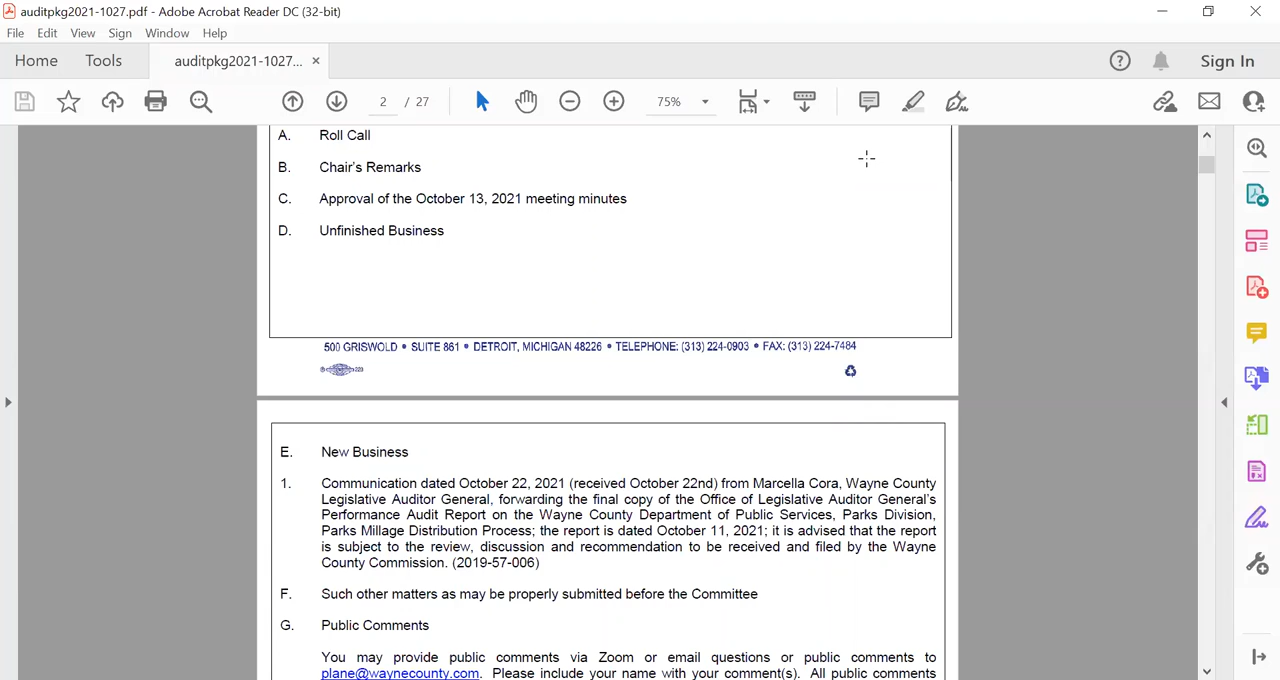 auditpkg2021-1027.pdf - Adobe Acrobat Reader DC (32-bit)
File Edit View Sign Window Help
Home Tools auditpkg2021-1027... × Sign In
2 / 27 75%
A. Roll Call
B. Chair's Remarks
C. Approval of the October 13, 2021 meeting minutes
D. Unfinished Business
500 GRISWOLD • SUITE 861 • DETROIT, MICHIGAN 48226 • TELEPHONE: (313) 224-0903 • FAX: (313) 224-7484
E. New Business
1. Communication dated October 22, 2021 (received October 22nd) from Marcella Cora, Wayne County
Legislative Auditor General, forwarding the final copy of the Office of Legislative Auditor General's
Performance Audit Report on the Wayne County Department of Public Services, Parks Division,
Parks Millage Distribution Process; the report is dated October 11, 2021; it is advised that the report
is subject to the review, discussion and recommendation to be received and filed by the Wayne
County Commission. (2019-57-006)
F. Such other matters as may be properly submitted before the Committee
G. Public Comments
You may provide public comments via Zoom or email questions or public comments to
plane@waynecounty.com. Please include your name with your comment(s). All public comments